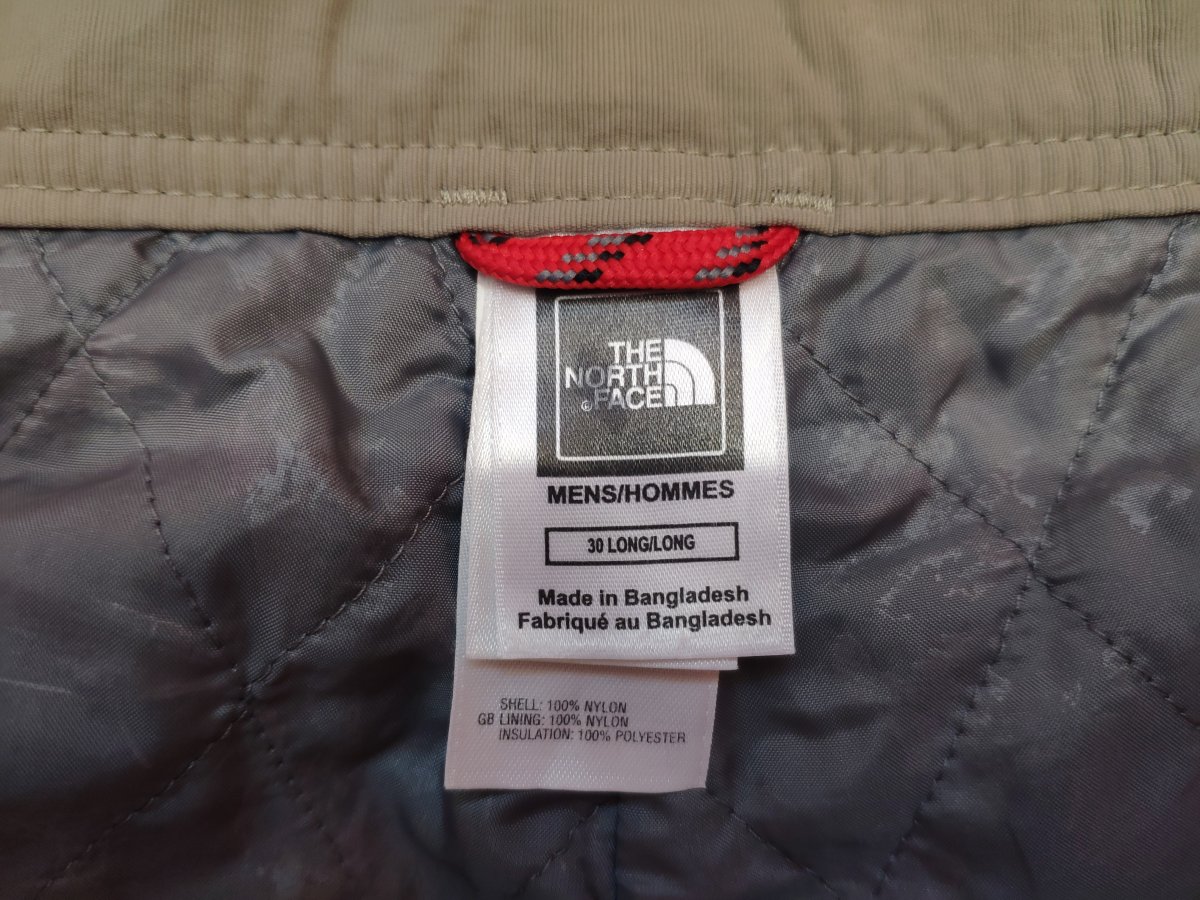 THE
NORTH
FACE
MENS/HOMMES
30 LONG/LONG
Made in Bangladesh
Fabriqué au Bangladesh
SHELL: 100% NYLON
GB LINING: 100% NYLON
INSULATION: 100% POLYESTER